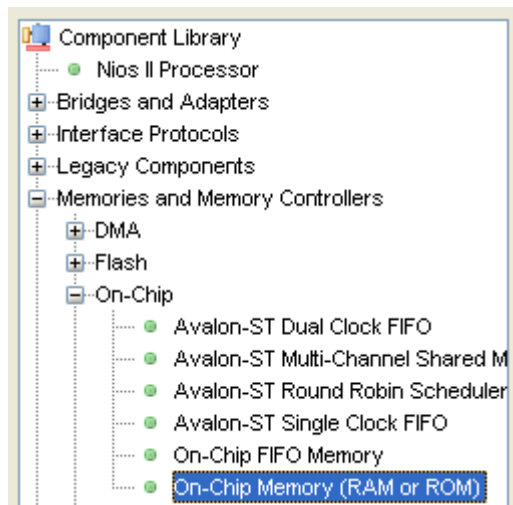 Component Library
Nios II Processor
Bridges and Adapters
Interface Protocols
Legacy Components
Memories and Memory Controllers
DMA
Flash
On-Chip
Avalon-ST Dual Clock FIFO
Avalon-ST Multi-Channel Shared M
Avalon-ST Round Robin Scheduler
Avalon-ST Single Clock FIFO
On-Chip FIFO Memory
On-Chip Memory (RAM or ROM)